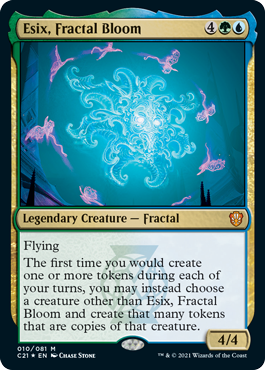 Esix, Fractal Bloom 4
Legendary Creature — Fractal
Flying
The first time you would create
one or more tokens during each of
your turns, you may instead choose
a creature other than Esix, Fractal
Bloom and create that many tokens
that are copies of that creature.
4/4
010/081 M
C21 ★ EN CHASE STONE
™ & © 2021 Wizards of the Coast